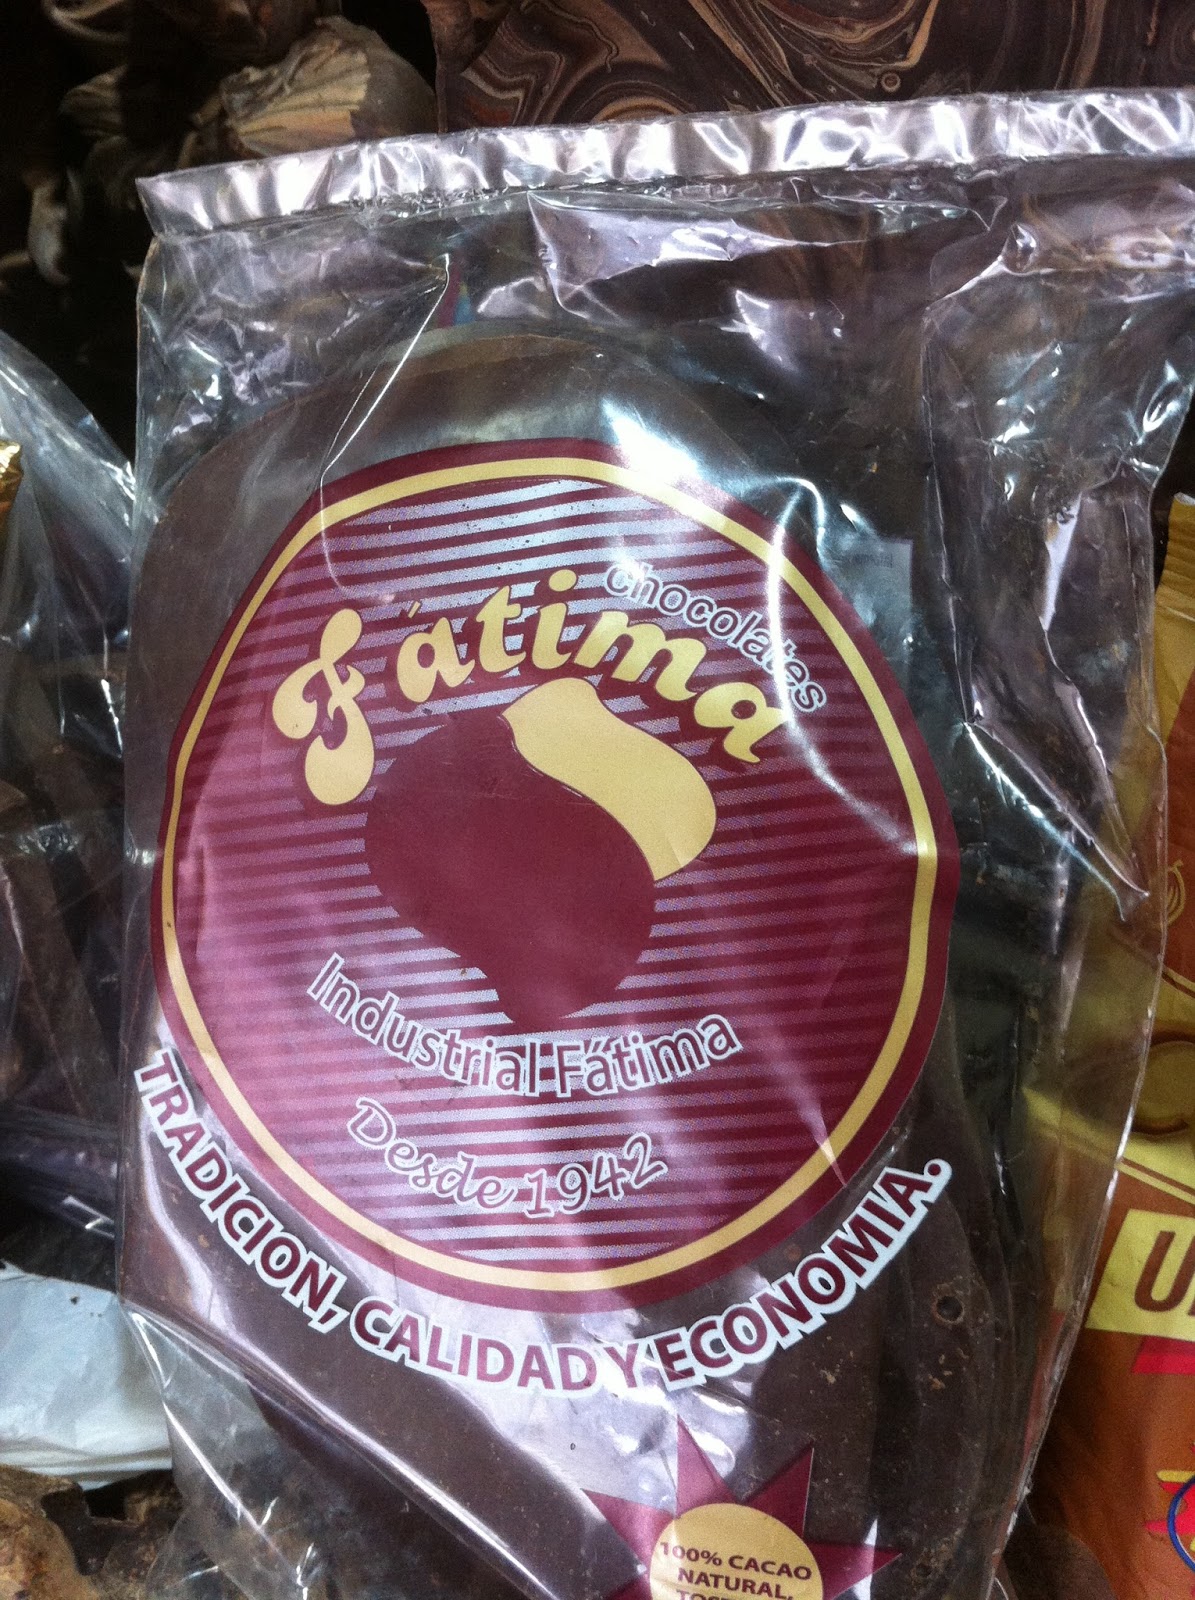 chocolates
Fátima
Industrial Fátima
Desde 1942
TRADICION, CALIDAD Y ECONOMIA.
100% CACAO
NATURAL,